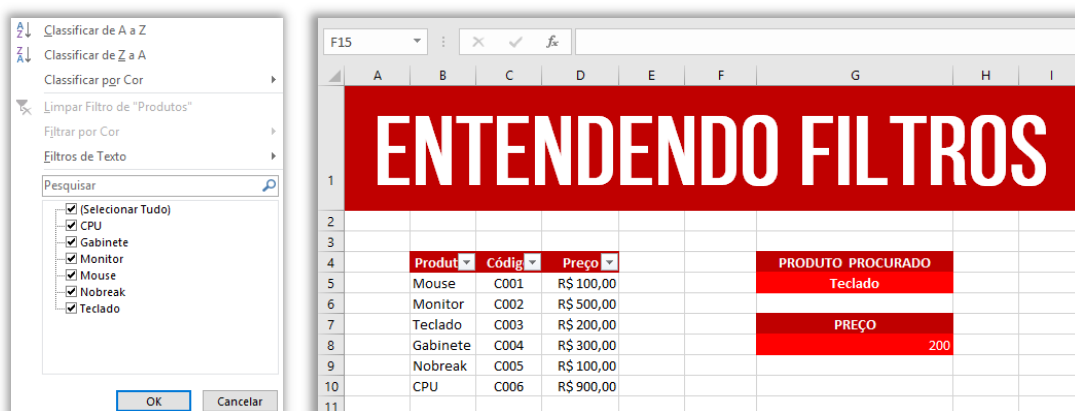 Classificar de A a Z
Classificar de Z a A
Classificar por Cor
Limpar Filtro de "Produtos"
Filtrar por Cor
Filtros de Texto
Pesquisar
(Selecionar Tudo)
CPU
Gabinete
Monitor
Mouse
Nobreak
Teclado
OK Cancelar
F15 fx
A B C D E F G H I
1 ENTENDENDO FILTROS
2
3
4 Produt Códig Preço PRODUTO PROCURADO
5 Mouse C001 R$ 100,00 Teclado
6 Monitor C002 R$ 500,00
7 Teclado C003 R$ 200,00 PREÇO
8 Gabinete C004 R$ 300,00 200
9 Nobreak C005 R$ 100,00
10 CPU C006 R$ 900,00
11